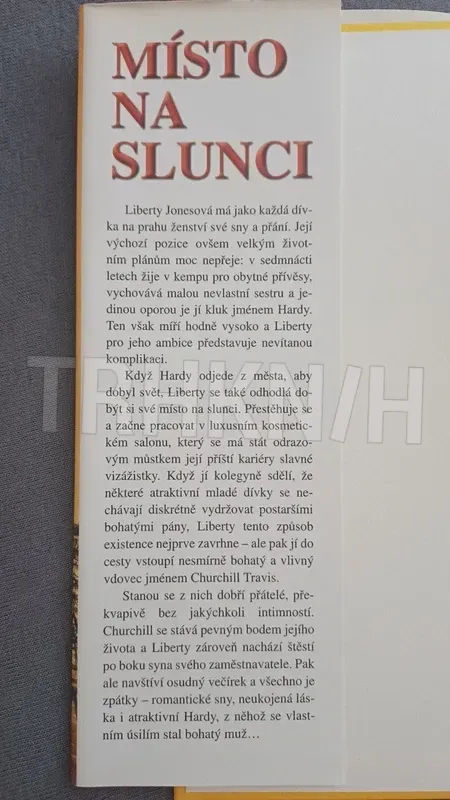 MÍSTO
NA
SLUNCI
Liberty Jonesová má jako každá dív-
ka na prahu ženství své sny a přání. Její
výchozí pozice ovšem velkým život-
ním plánům moc nepřeje: v sedmnácti
letech žije v kempu pro obytné přívěsy,
vychovává malou nevlastní sestru a je-
dinou oporou je jí kluk jménem Hardy.
Ten však míří hodně vysoko a Liberty
pro jeho ambice představuje nevítanou
komplikaci.
Když Hardy odjede z města, aby
dobyl svět, Liberty se také odhodlá do-
být si své místo na slunci. Přestěhuje se
a začne pracovat v luxusním kosmetic-
kém salonu, který se má stát odrazo-
vým můstkem její příští kariéry slavné
vizážistky. Když jí kolegyně sdělí, že
některé atraktivní mladé dívky se ne-
chávají diskrétně vydržovat postaršími
bohatými pány, Liberty tento způsob
existence nejprve zavrhne – ale pak jí do
cesty vstoupí nesmírně bohatý a vlivný
vdovec jménem Churchill Travis.
Stanou se z nich dobří přátelé, pře-
kvapivě bez jakýchkoli intimností.
Churchill se stává pevným bodem jejího
života a Liberty zároveň nachází štěstí
po boku syna svého zaměstnavatele. Pak
ale navštíví osudný večírek a všechno je
zpátky – romantické sny, neukojená lás-
ka i atraktivní Hardy, z něhož se vlast-
ním úsilím stal bohatý muž…